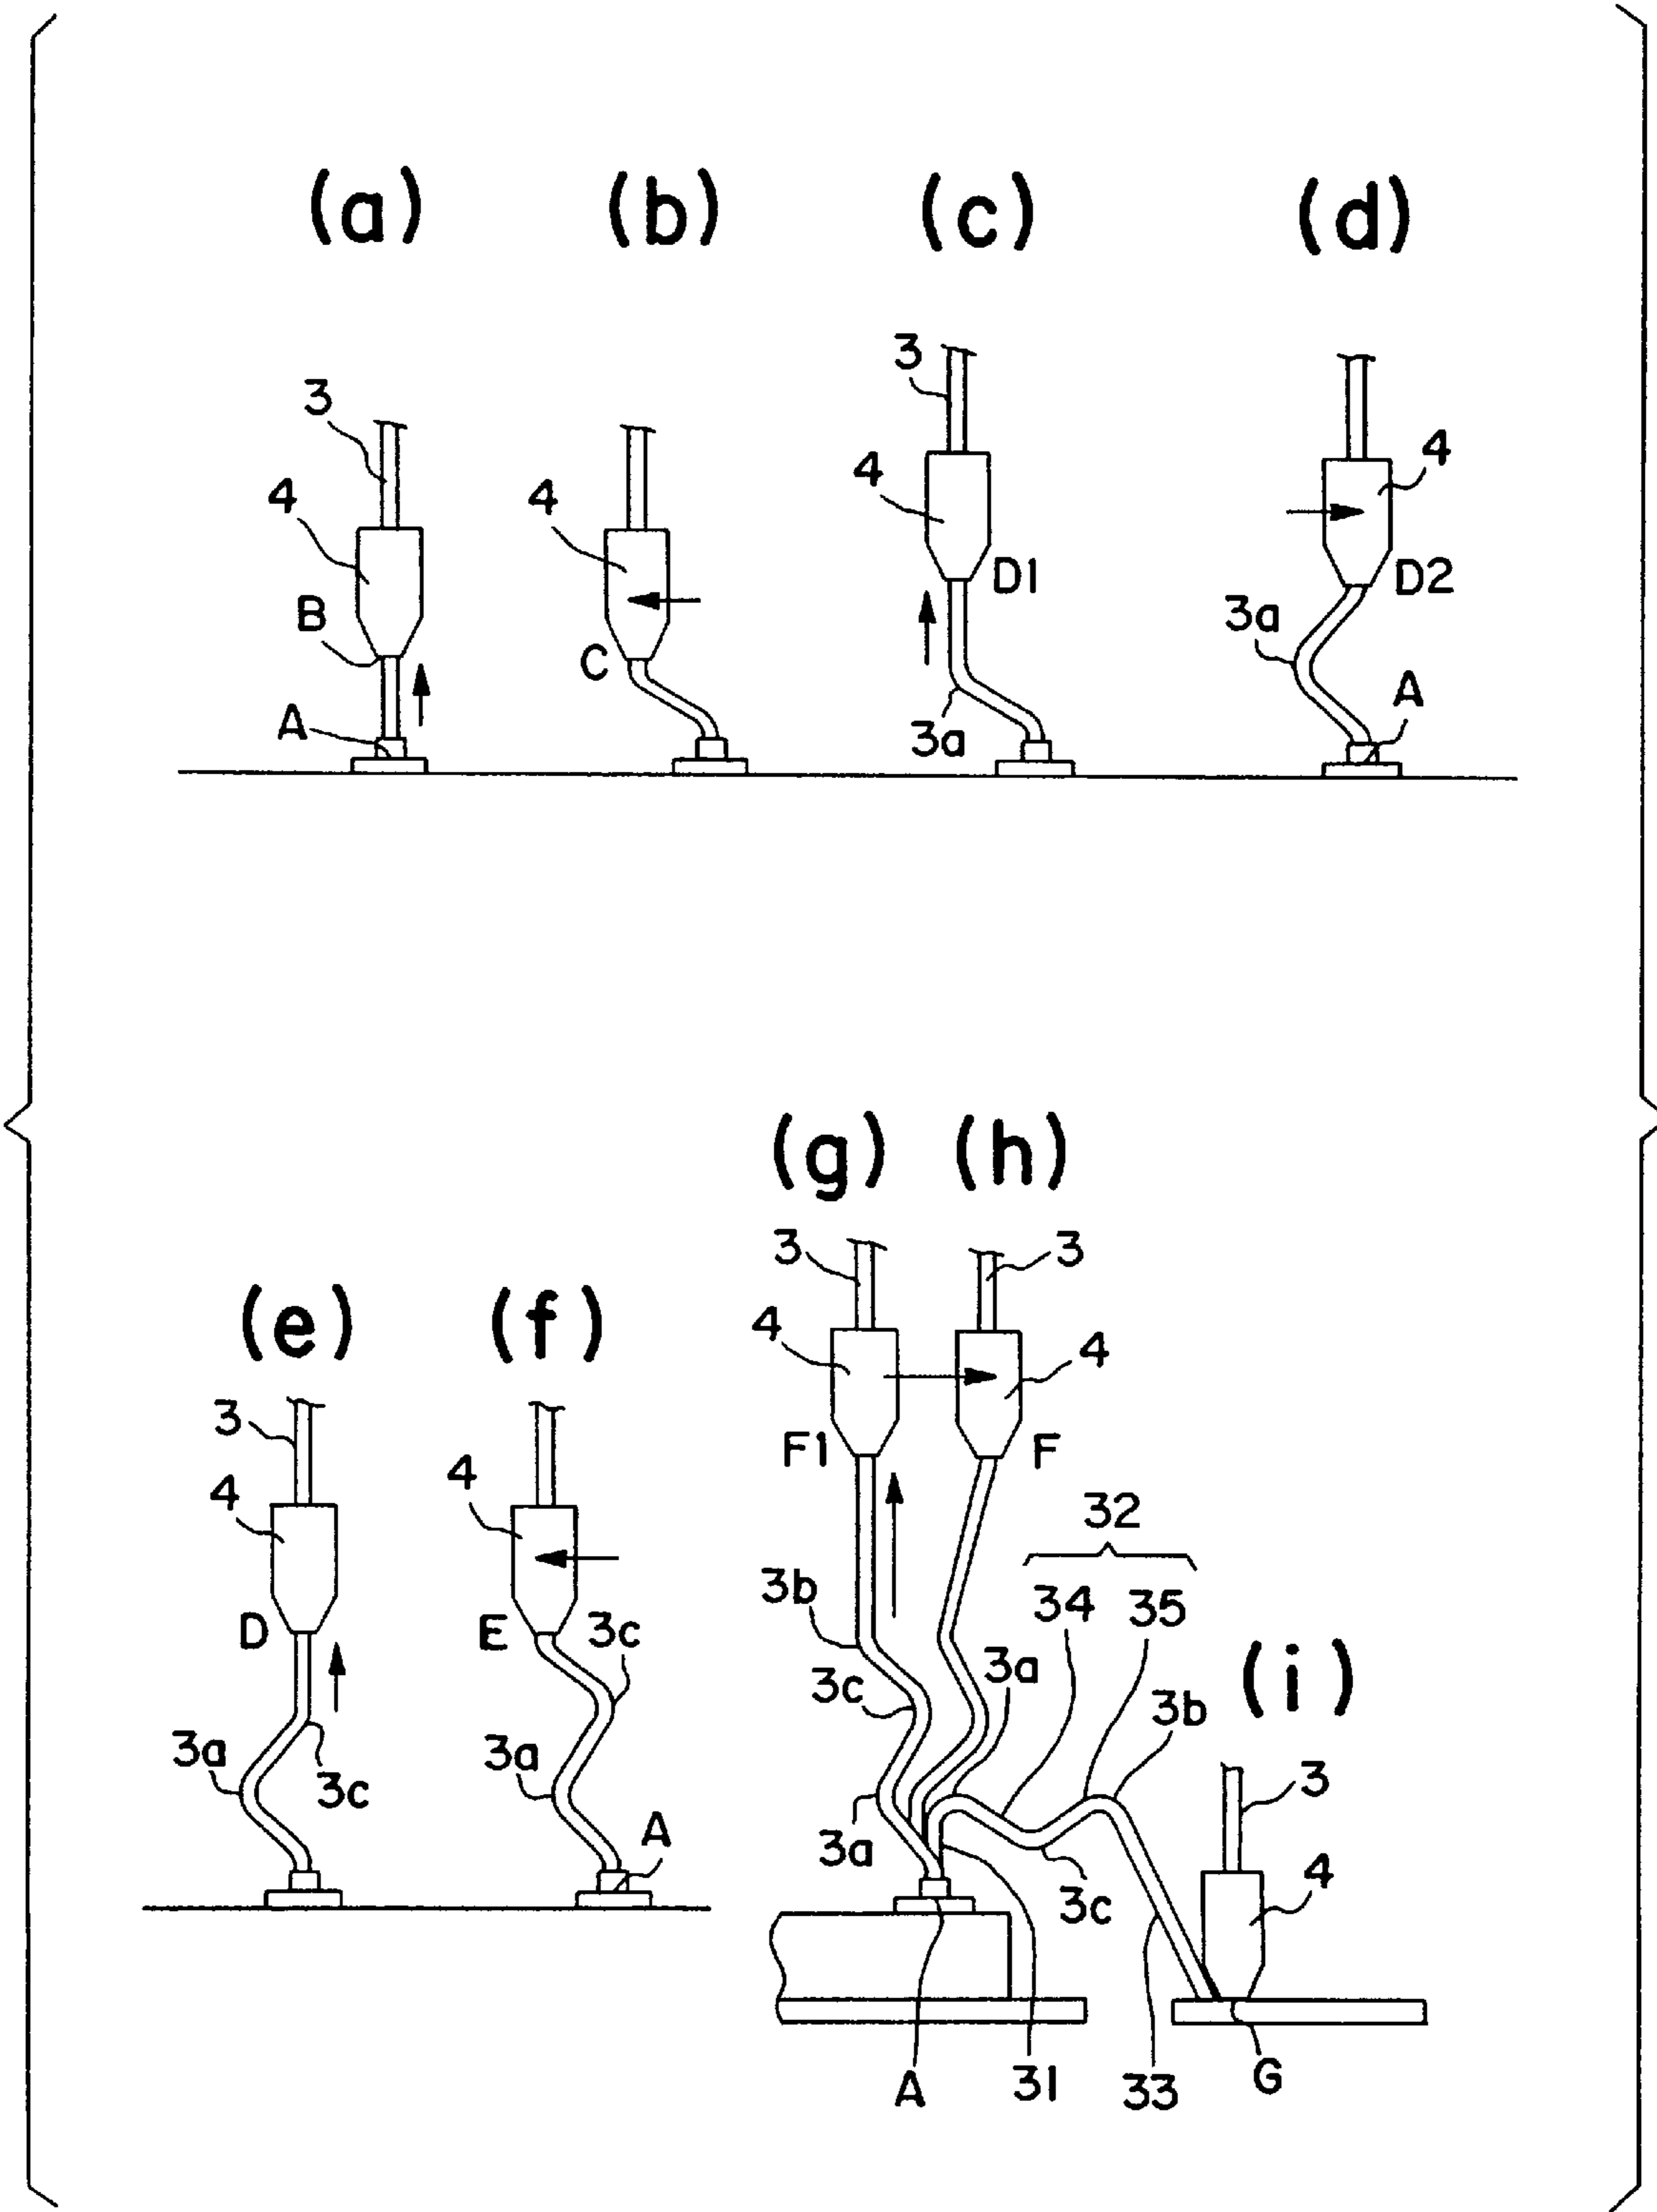 (a) (b) (c) (d)
3 3
4 4 4 4
B C D1 D2
A 3a 3a A
(g) (h)
3 3
(e) (f) 4 4
3 F1 F
4 4 32
D E 3c 3b 34 35
3c 3a 3b (i)
3a 3c 3a 3
3a A 3c 4
A 31 33 G